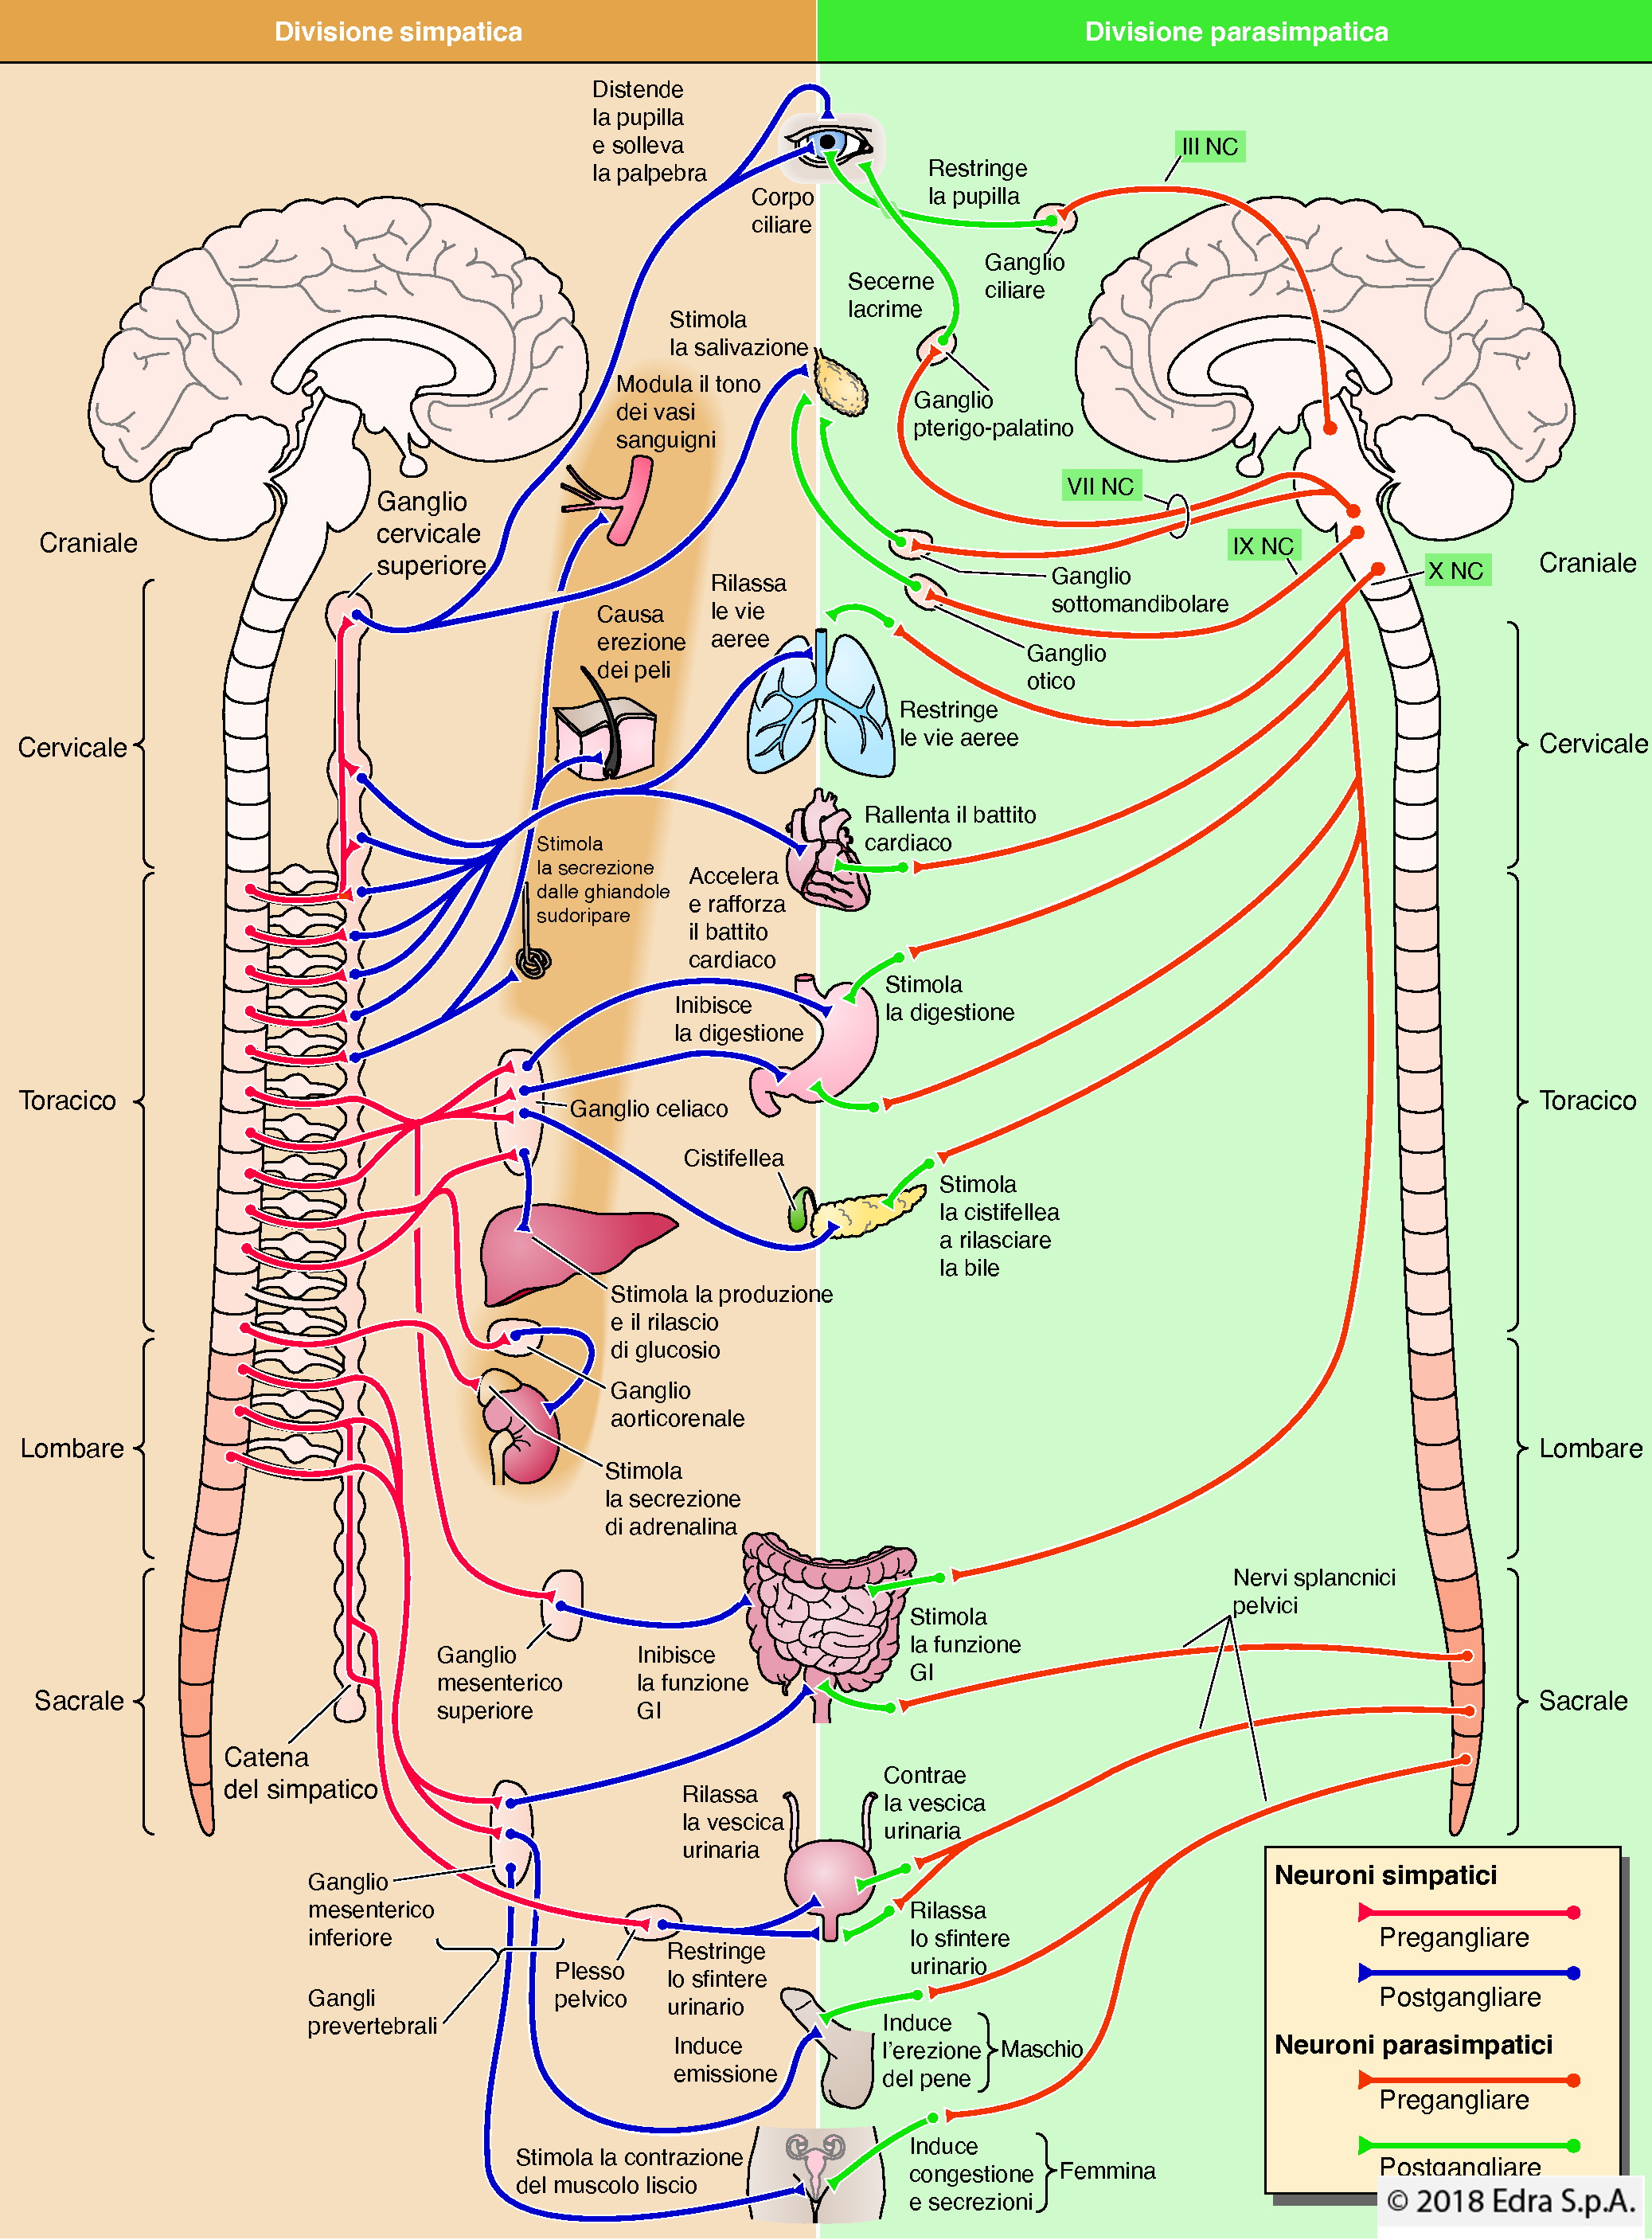 Divisione simpatica
Divisione parasimpatica
Distende
la pupilla
e solleva
la palpebra
Corpo
ciliare
Restringe
la pupilla
III NC
Ganglio
ciliare
Secerne
lacrime
Stimola
la salivazione
Modula il tono
dei vasi
sanguigni
Ganglio
pterigo-palatino
VII NC
Ganglio
cervicale
superiore
Craniale
IX NC
X NC
Craniale
Ganglio
sottomandibolare
Rilassa
le vie
aeree
Causa
erezione
dei peli
Ganglio
otico
Restringe
le vie aeree
Cervicale
Cervicale
Rallenta il battito
cardiaco
Stimola
la secrezione
dalle ghiandole
sudoripare
Accelera
e rafforza
il battito
cardiaco
Inibisce
la digestione
Stimola
la digestione
Toracico
Toracico
Ganglio celiaco
Cistifellea
Stimola
la cistifellea
a rilasciare
la bile
Stimola la produzione
e il rilascio
di glucosio
Ganglio
aorticorenale
Lombare
Lombare
Stimola
la secrezione
di adrenalina
Nervi splancnici
pelvici
Stimola
la funzione
GI
Ganglio
mesenterico
superiore
Inibisce
la funzione
GI
Sacrale
Sacrale
Catena
del simpatico
Rilassa
la vescica
urinaria
Contrae
la vescica
urinaria
Ganglio
mesenterico
inferiore
Rilassa
lo sfintere
urinario
Restringe
lo sfintere
urinario
Plesso
pelvico
Gangli
prevertebrali
Induce
emissione
Induce
l'erezione
del pene
Maschio
Stimola la contrazione
del muscolo liscio
Induce
congestione
e secrezioni
Femmina
Neuroni simpatici
Pregangliare
Postgangliare
Neuroni parasimpatici
Pregangliare
Postgangliare
© 2018 Edra S.p.A.